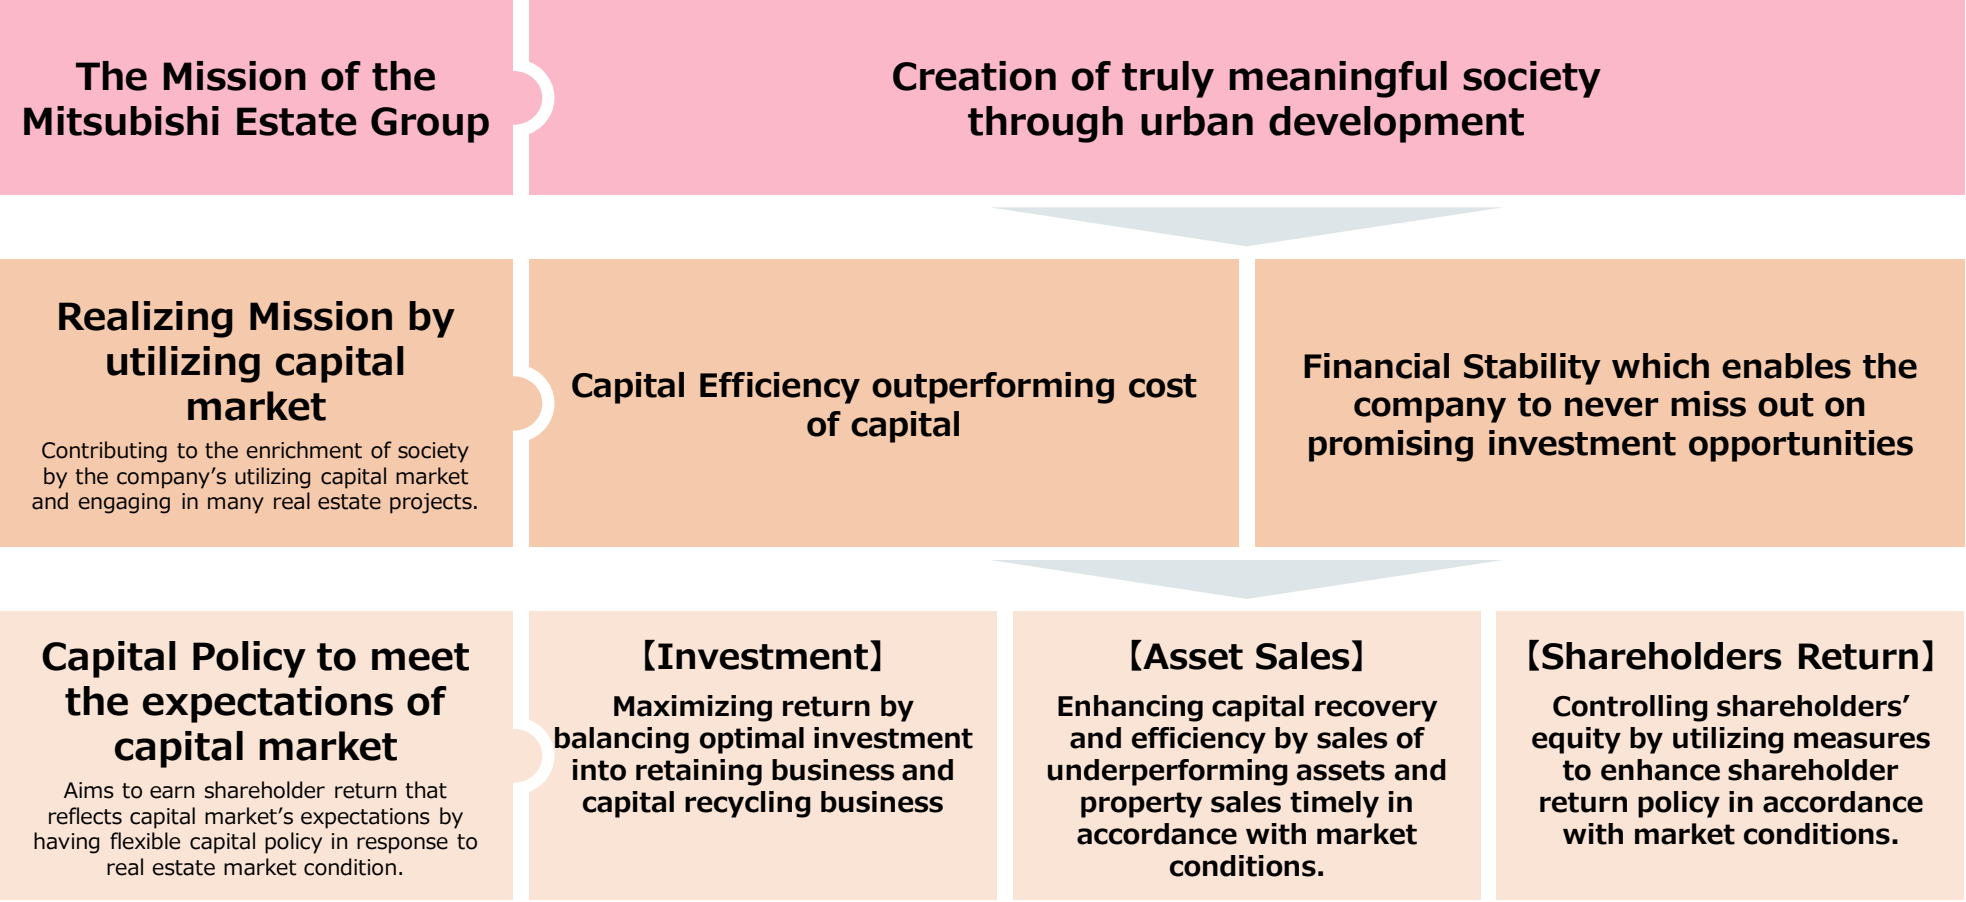 The Mission of the
Mitsubishi Estate Group
Creation of truly meaningful society
through urban development
Realizing Mission by
utilizing capital
market
Contributing to the enrichment of society
by the company’s utilizing capital market
and engaging in many real estate projects.
Capital Efficiency outperforming cost
of capital
Financial Stability which enables the
company to never miss out on
promising investment opportunities
Capital Policy to meet
the expectations of
capital market
Aims to earn shareholder return that
reflects capital market’s expectations by
having flexible capital policy in response to
real estate market condition.
【Investment】
Maximizing return by
balancing optimal investment
into retaining business and
capital recycling business
【Asset Sales】
Enhancing capital recovery
and efficiency by sales of
underperforming assets and
property sales timely in
accordance with market
conditions.
【Shareholders Return】
Controlling shareholders’
equity by utilizing measures
to enhance shareholder
return policy in accordance
with market conditions.